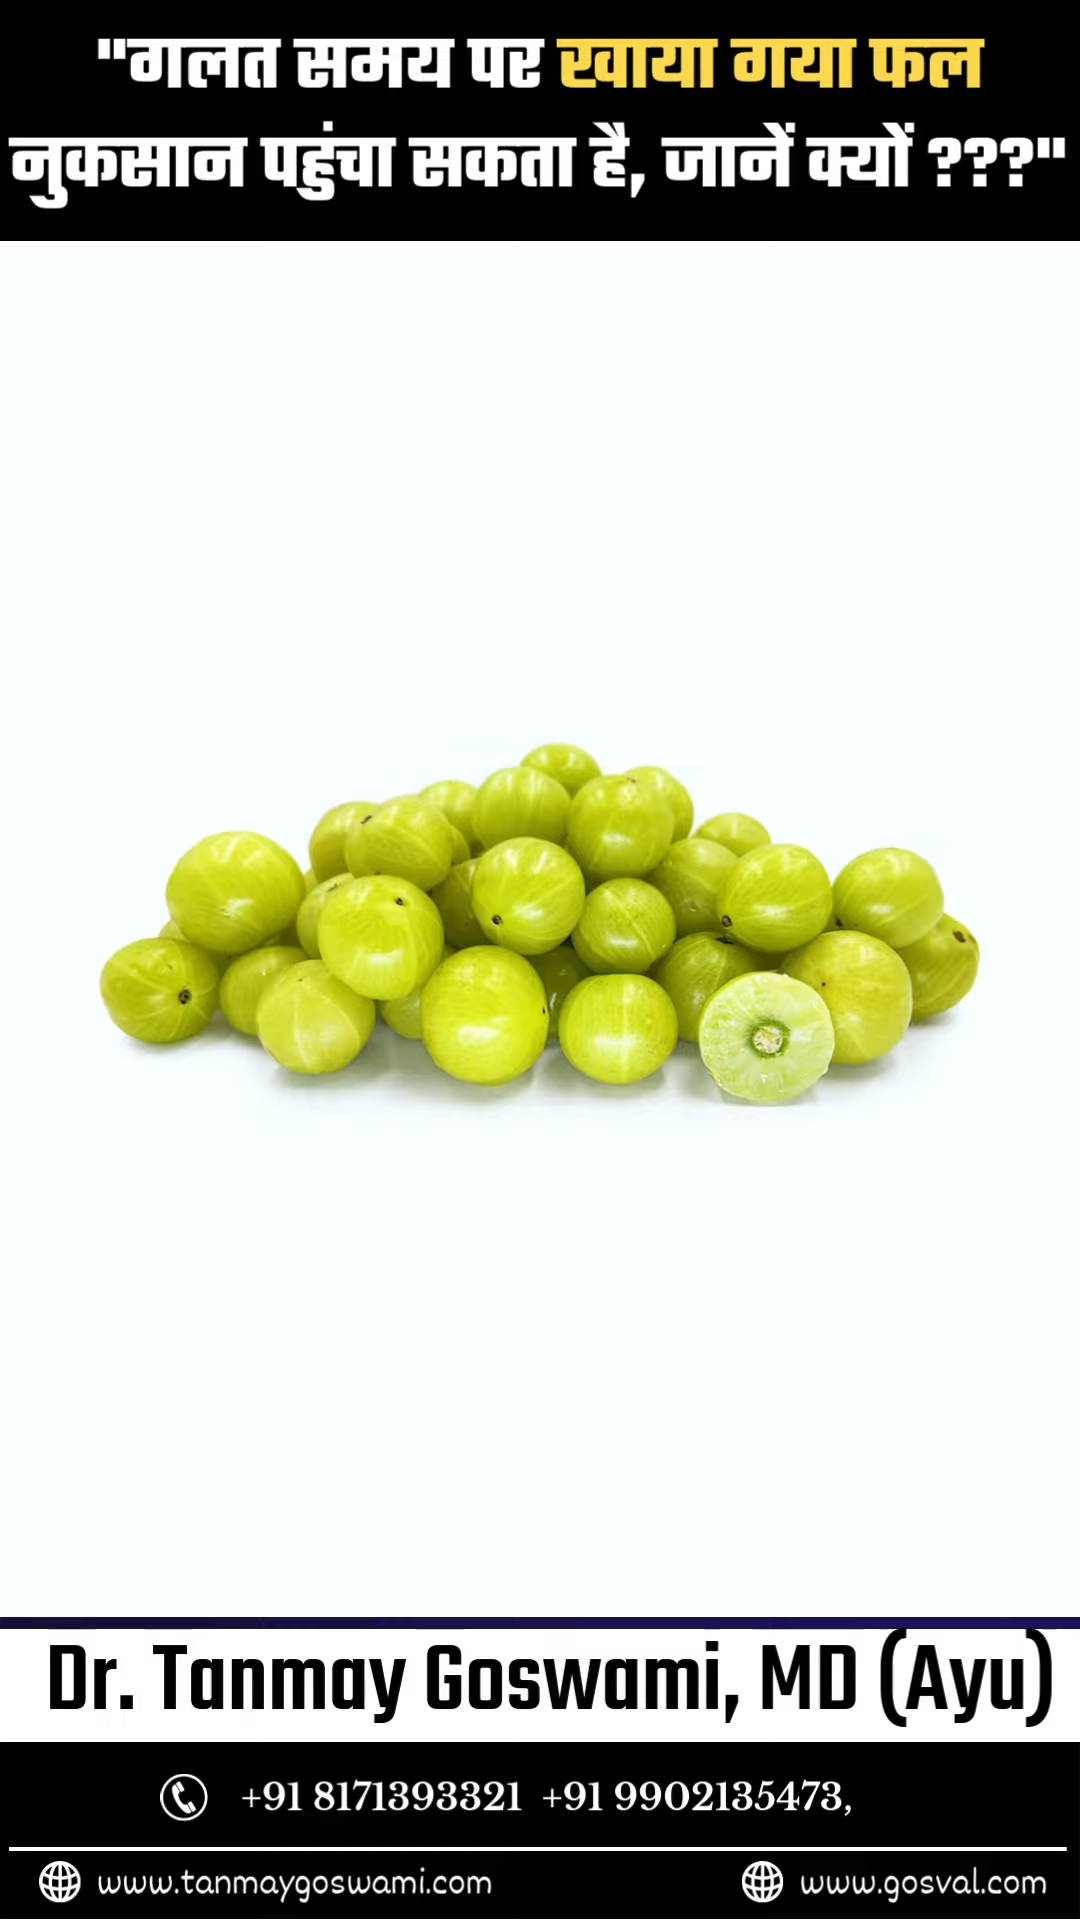 "गलत समय पर खाया गया फल
नुकसान पहुंचा सकता है, जानें क्यों ???"
Dr. Tanmay Goswami, MD (Ayu)
+91 8171393321 +91 9902135473,
www.tanmaygoswami.com www.gosval.com